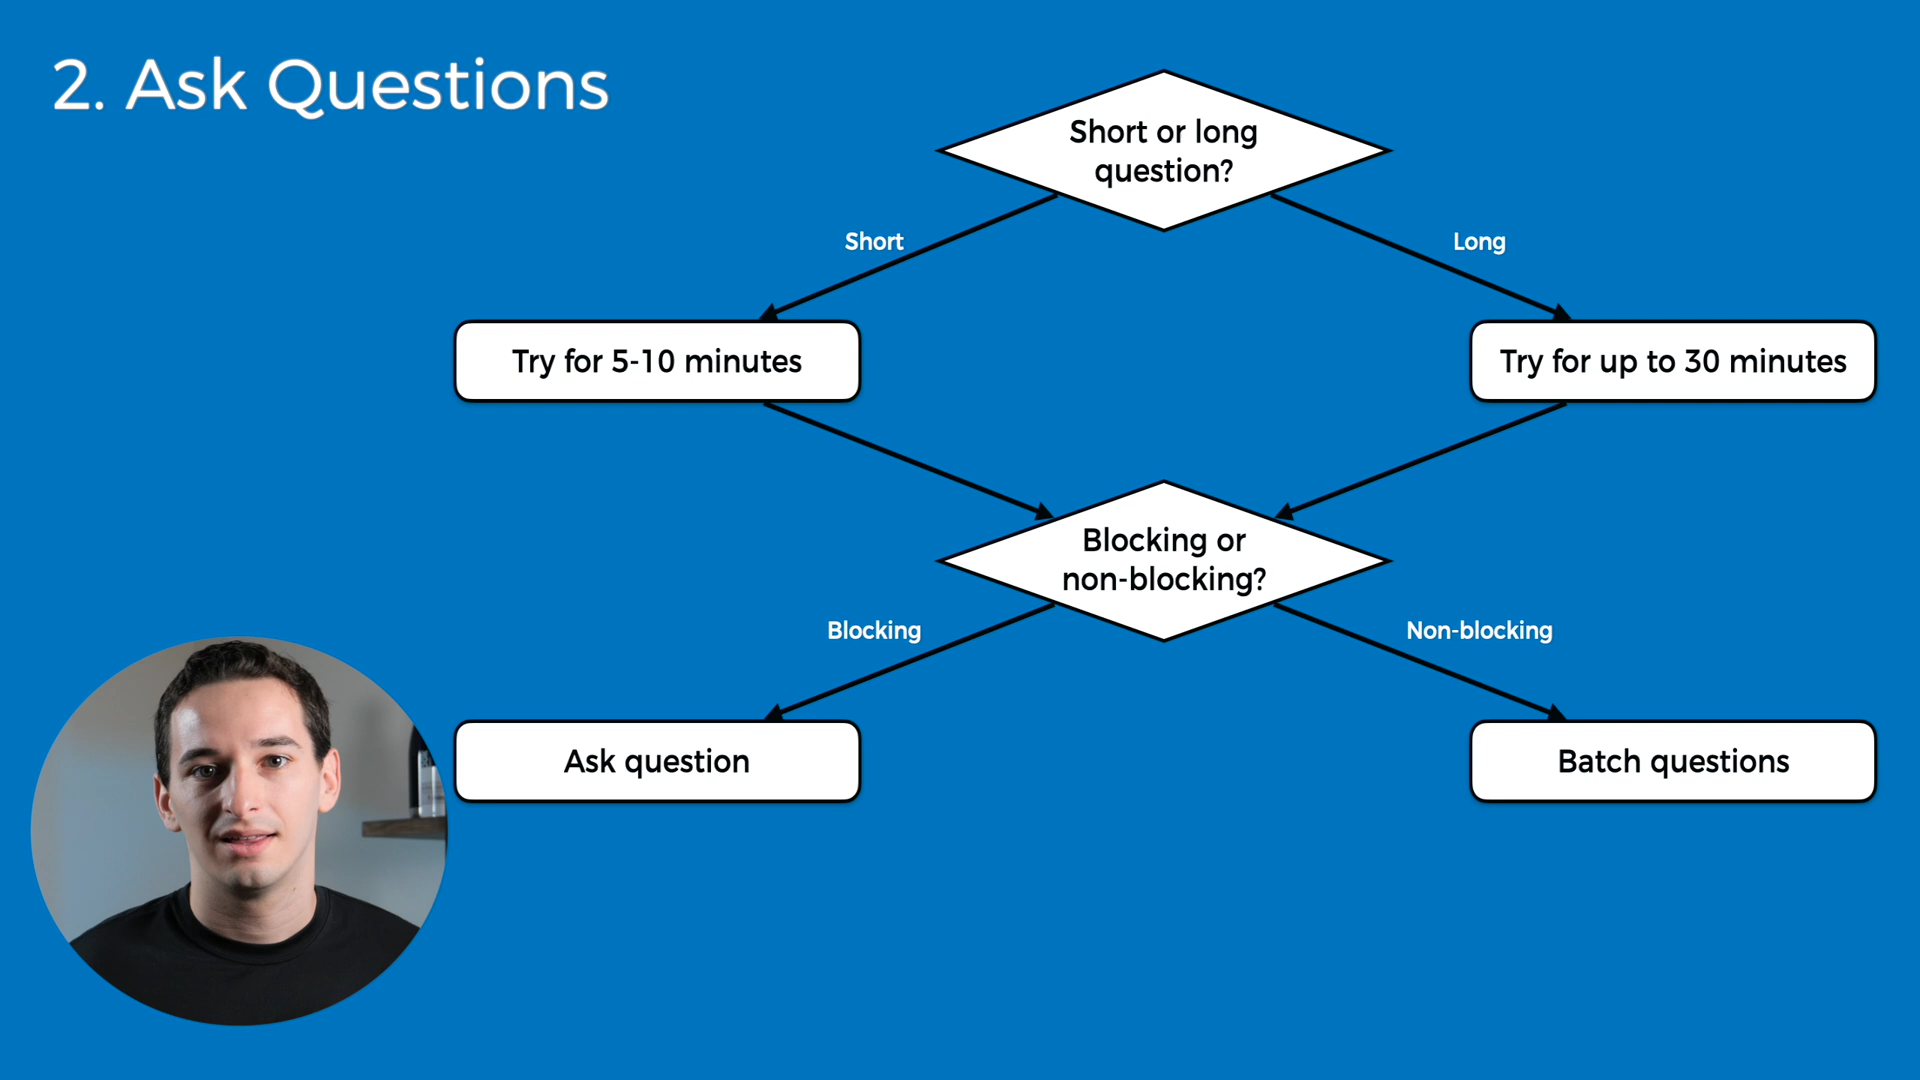 2. Ask Questions
Short or long
question?
Short
Long
Try for 5-10 minutes
Try for up to 30 minutes
Blocking or
non-blocking?
Blocking
Non-blocking
Ask question
Batch questions